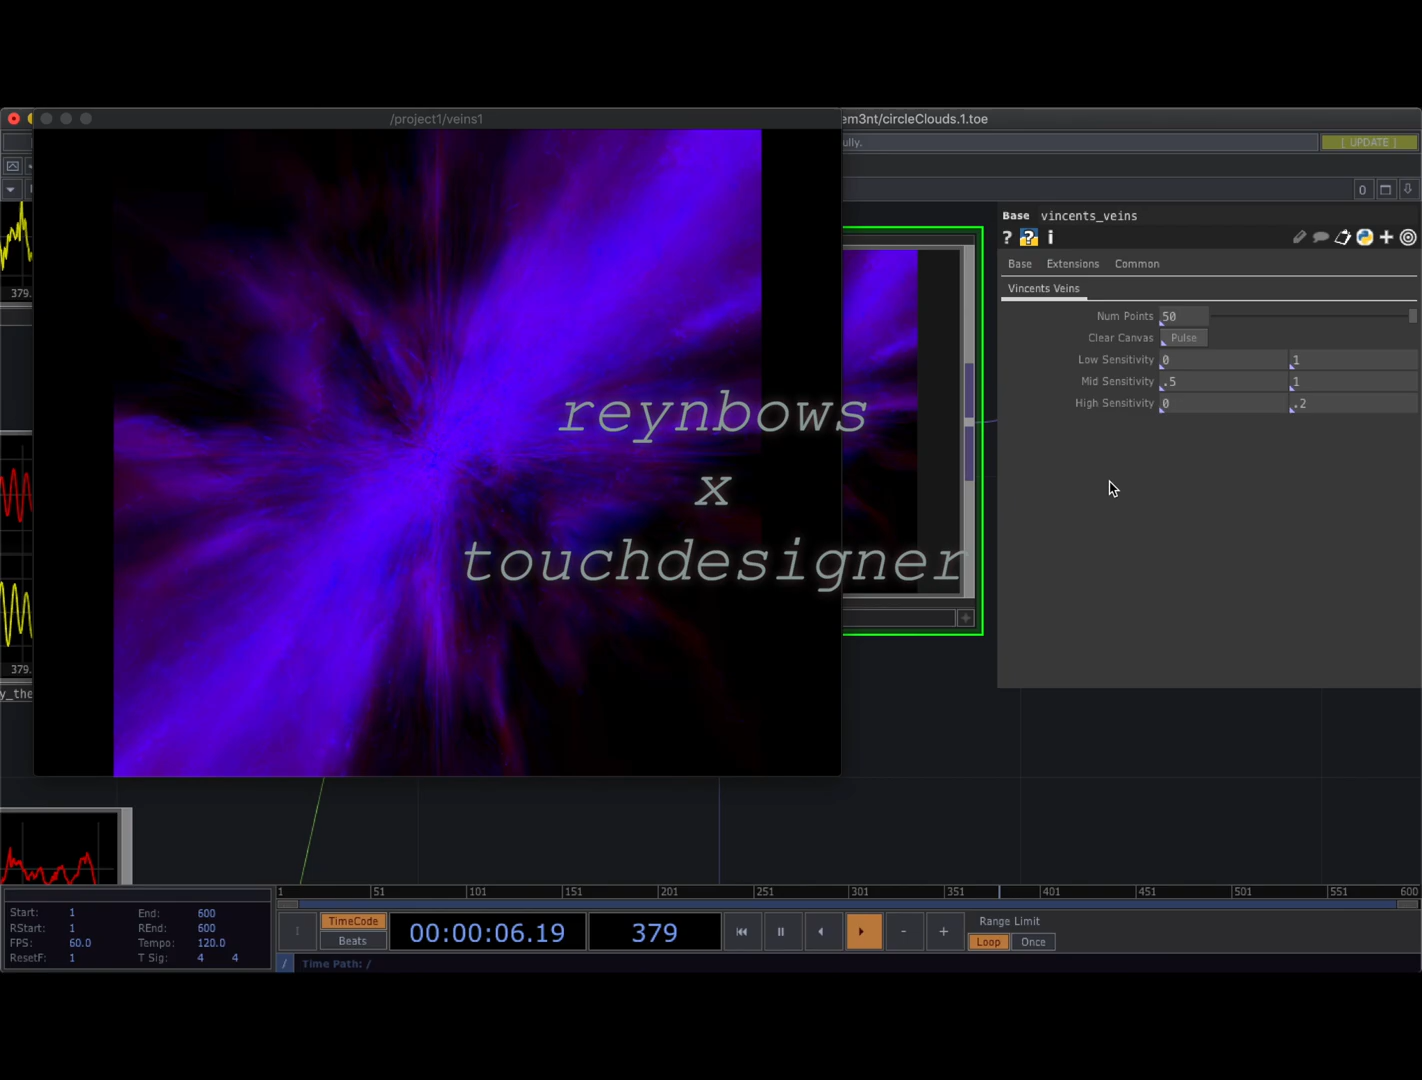 /project1/veins1
em3nt/circleClouds.1.toe
ully.
[ UPDATE ]
0
Base vincents_veins
? ? i
Base Extensions Common
Vincents Veins
Num Points 50
Clear Canvas Pulse
Low Sensitivity 0 1
Mid Sensitivity .5 1
High Sensitivity 0 .2
379.
reynbows
x
touchdesigner
379.
y_the
1 51 101 151 201 251 301 351 401 451 501 551 600
Start: 1 End: 600
RStart: 1 REnd: 600
FPS: 60.0 Tempo: 120.0
ResetF: 1 T Sig: 4 4
TimeCode
Beats
00:00:06.19
379
- +
Range Limit
Loop Once
/ Time Path: /